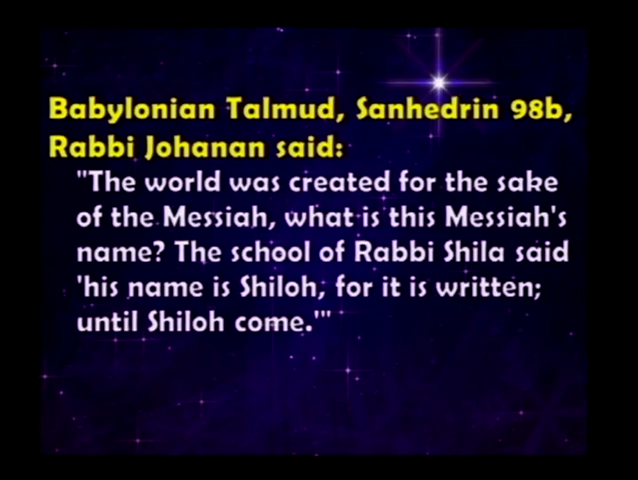 Babylonian Talmud, Sanhedrin 98b,
Rabbi Johanan said:
"The world was created for the sake
of the Messiah, what is this Messiah's
name? The school of Rabbi Shila said
'his name is Shiloh, for it is written;
until Shiloh come.'"